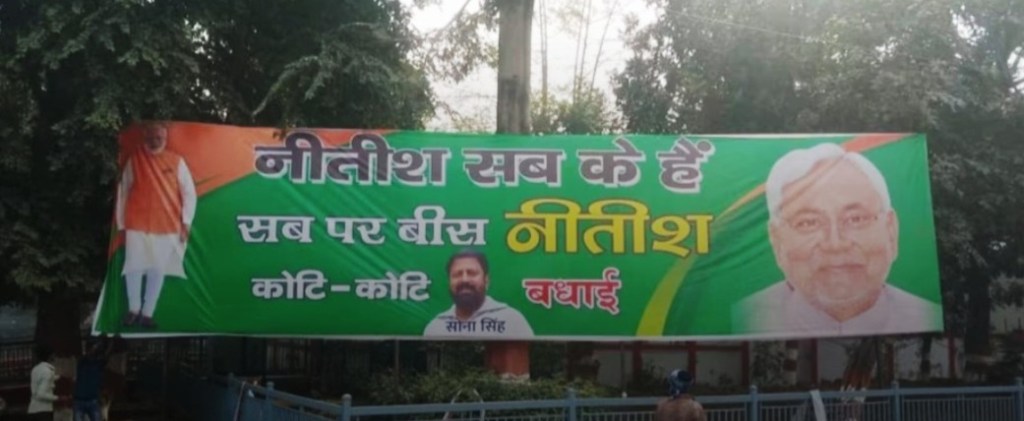 नीतीश सब के हैं
सब पर बीस नीतीश
कोटि-कोटि बधाई
सोना सिंह